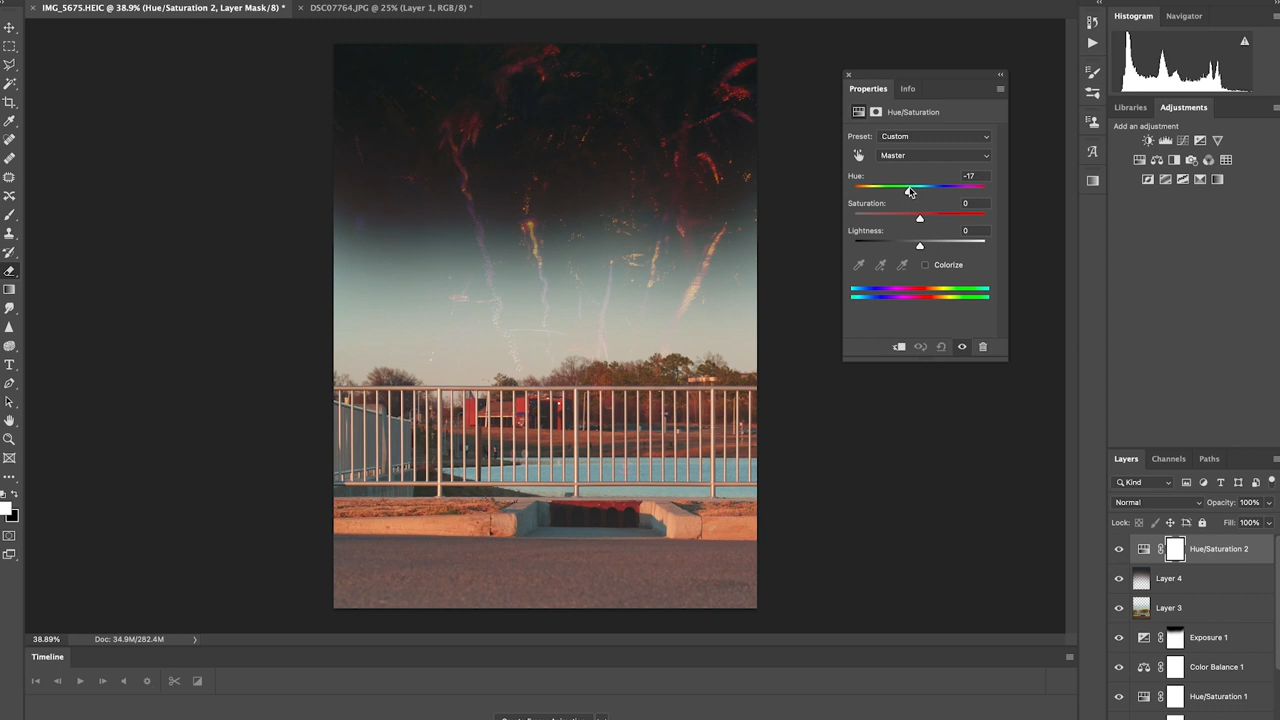 IMG_5675.HEIC @ 38.9% (Hue/Saturation 2, Layer Mask/8) *
DSC07764.JPG @ 25% (Layer 1, RGB/8) *
Histogram
Navigator
Properties
Info
Hue/Saturation
Preset: Custom
Master
Hue: -17
Saturation: 0
Lightness: 0
Colorize
Libraries
Adjustments
Add an adjustment
Layers
Channels
Paths
Kind
Normal
Opacity: 100%
Lock:
Fill: 100%
Hue/Saturation 2
Layer 4
Layer 3
Exposure 1
Color Balance 1
Hue/Saturation 1
38.89%
Doc: 34.9M/282.4M
Timeline